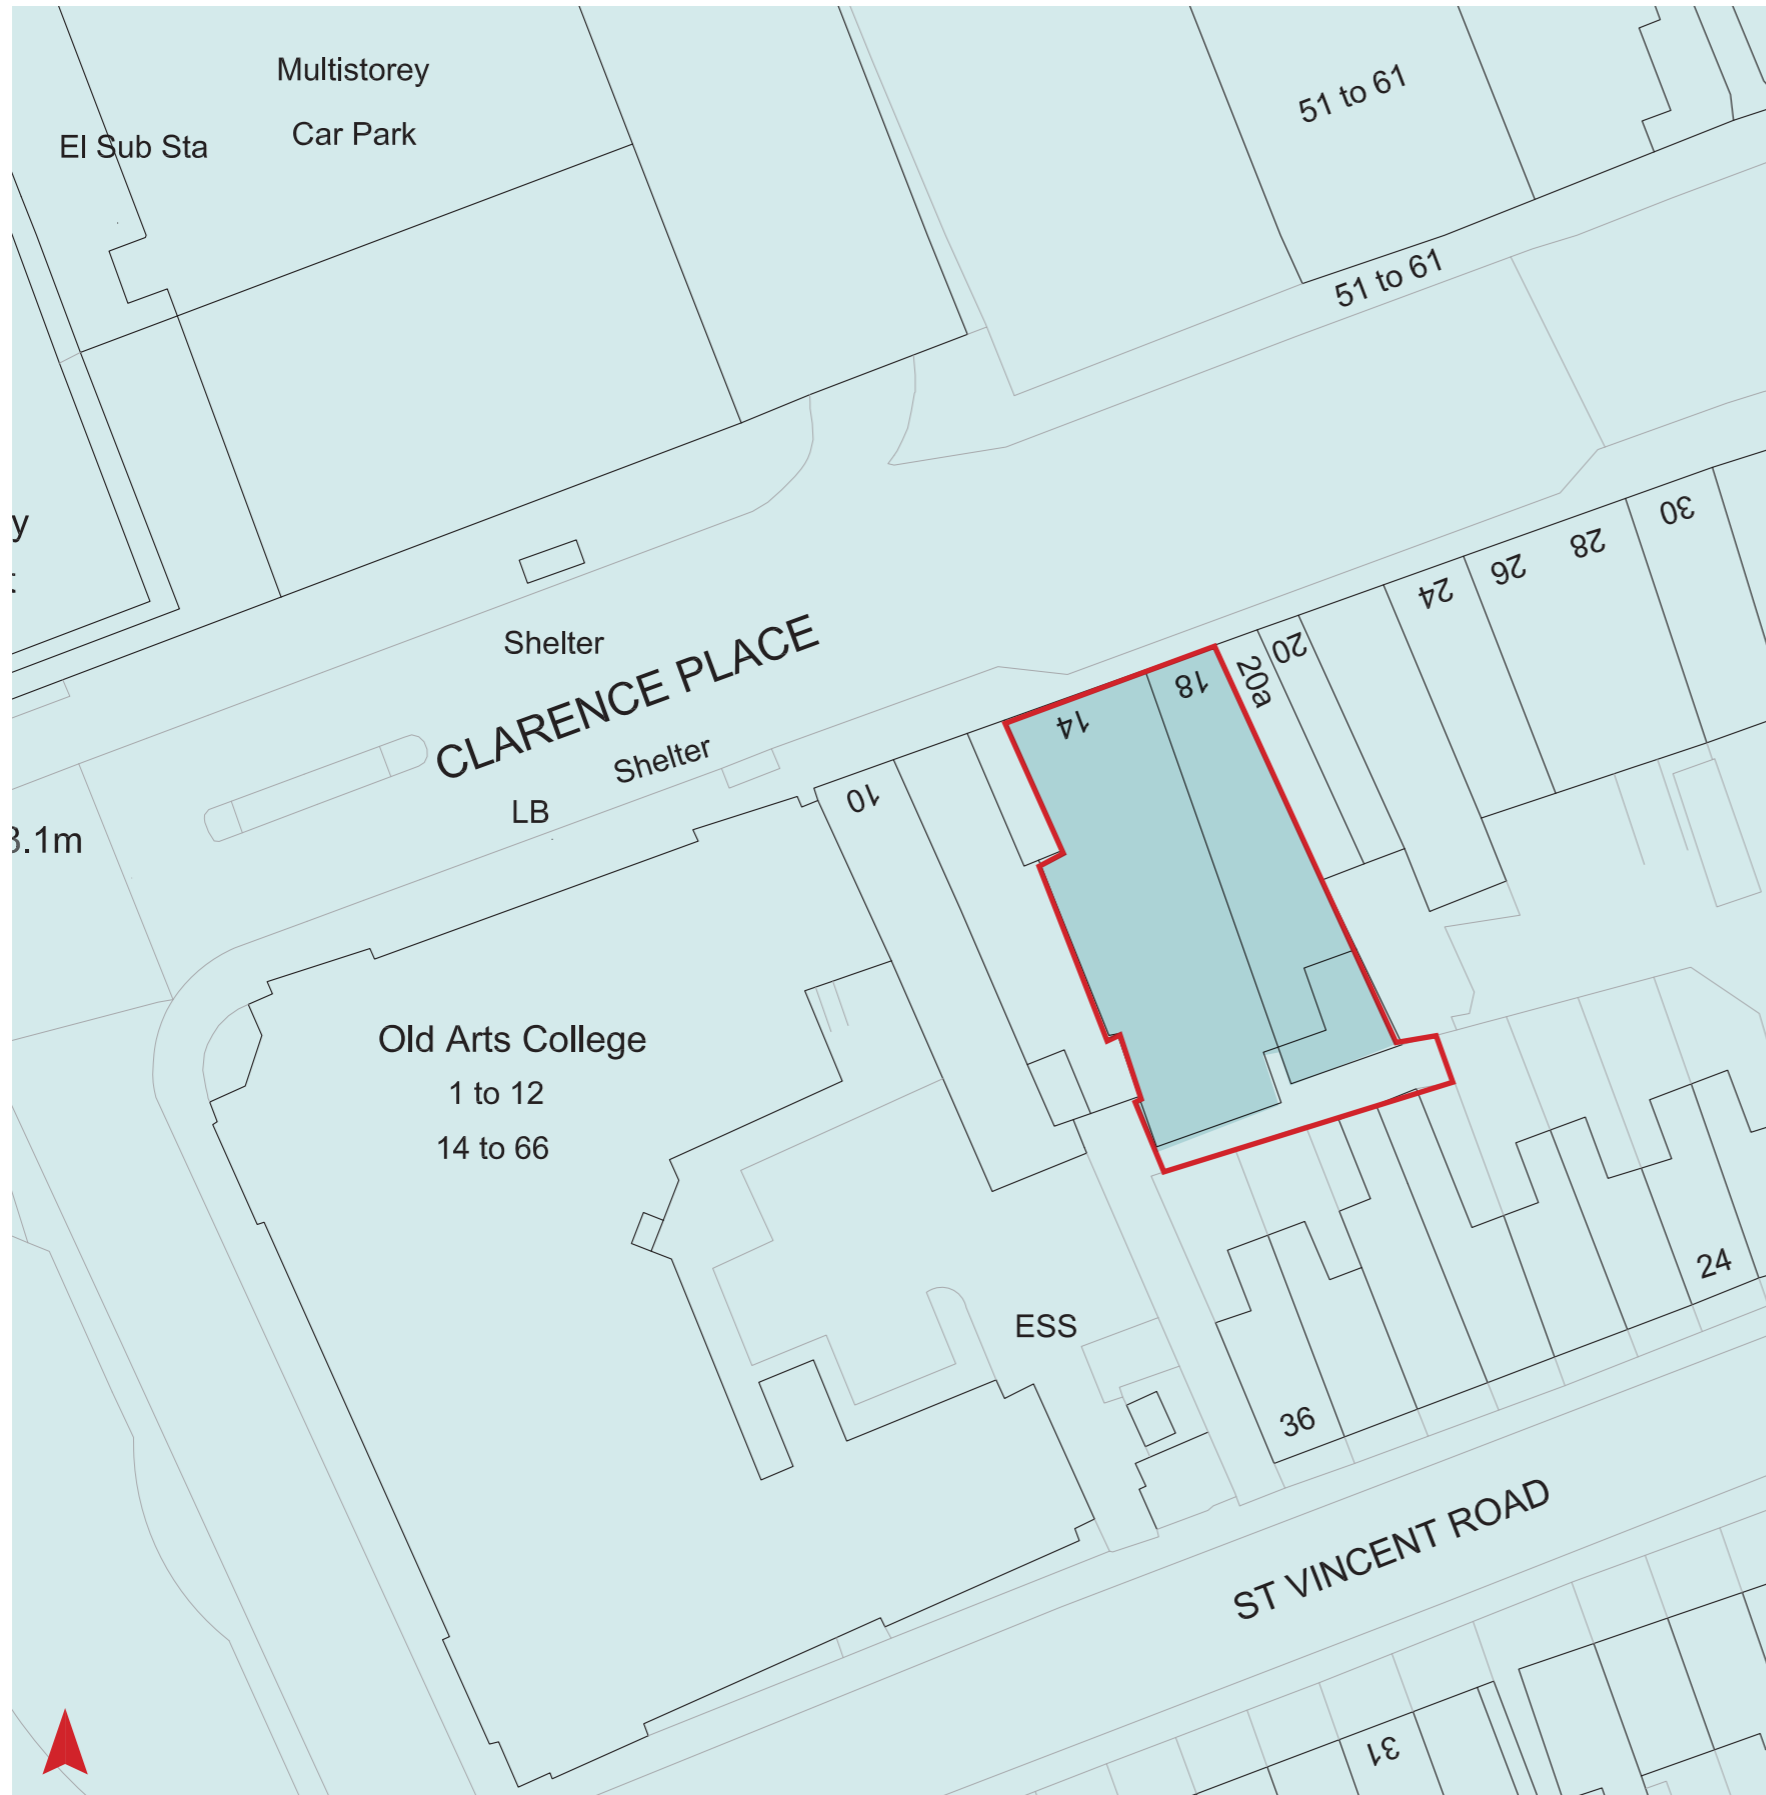 Multistorey
Car Park
El Sub Sta
51 to 61
51 to 61
y
30
28
26
24
20
20a
18
14
10
Shelter
CLARENCE PLACE
Shelter
LB
3.1m
Old Arts College
1 to 12
14 to 66
ESS
24
36
ST VINCENT ROAD
31